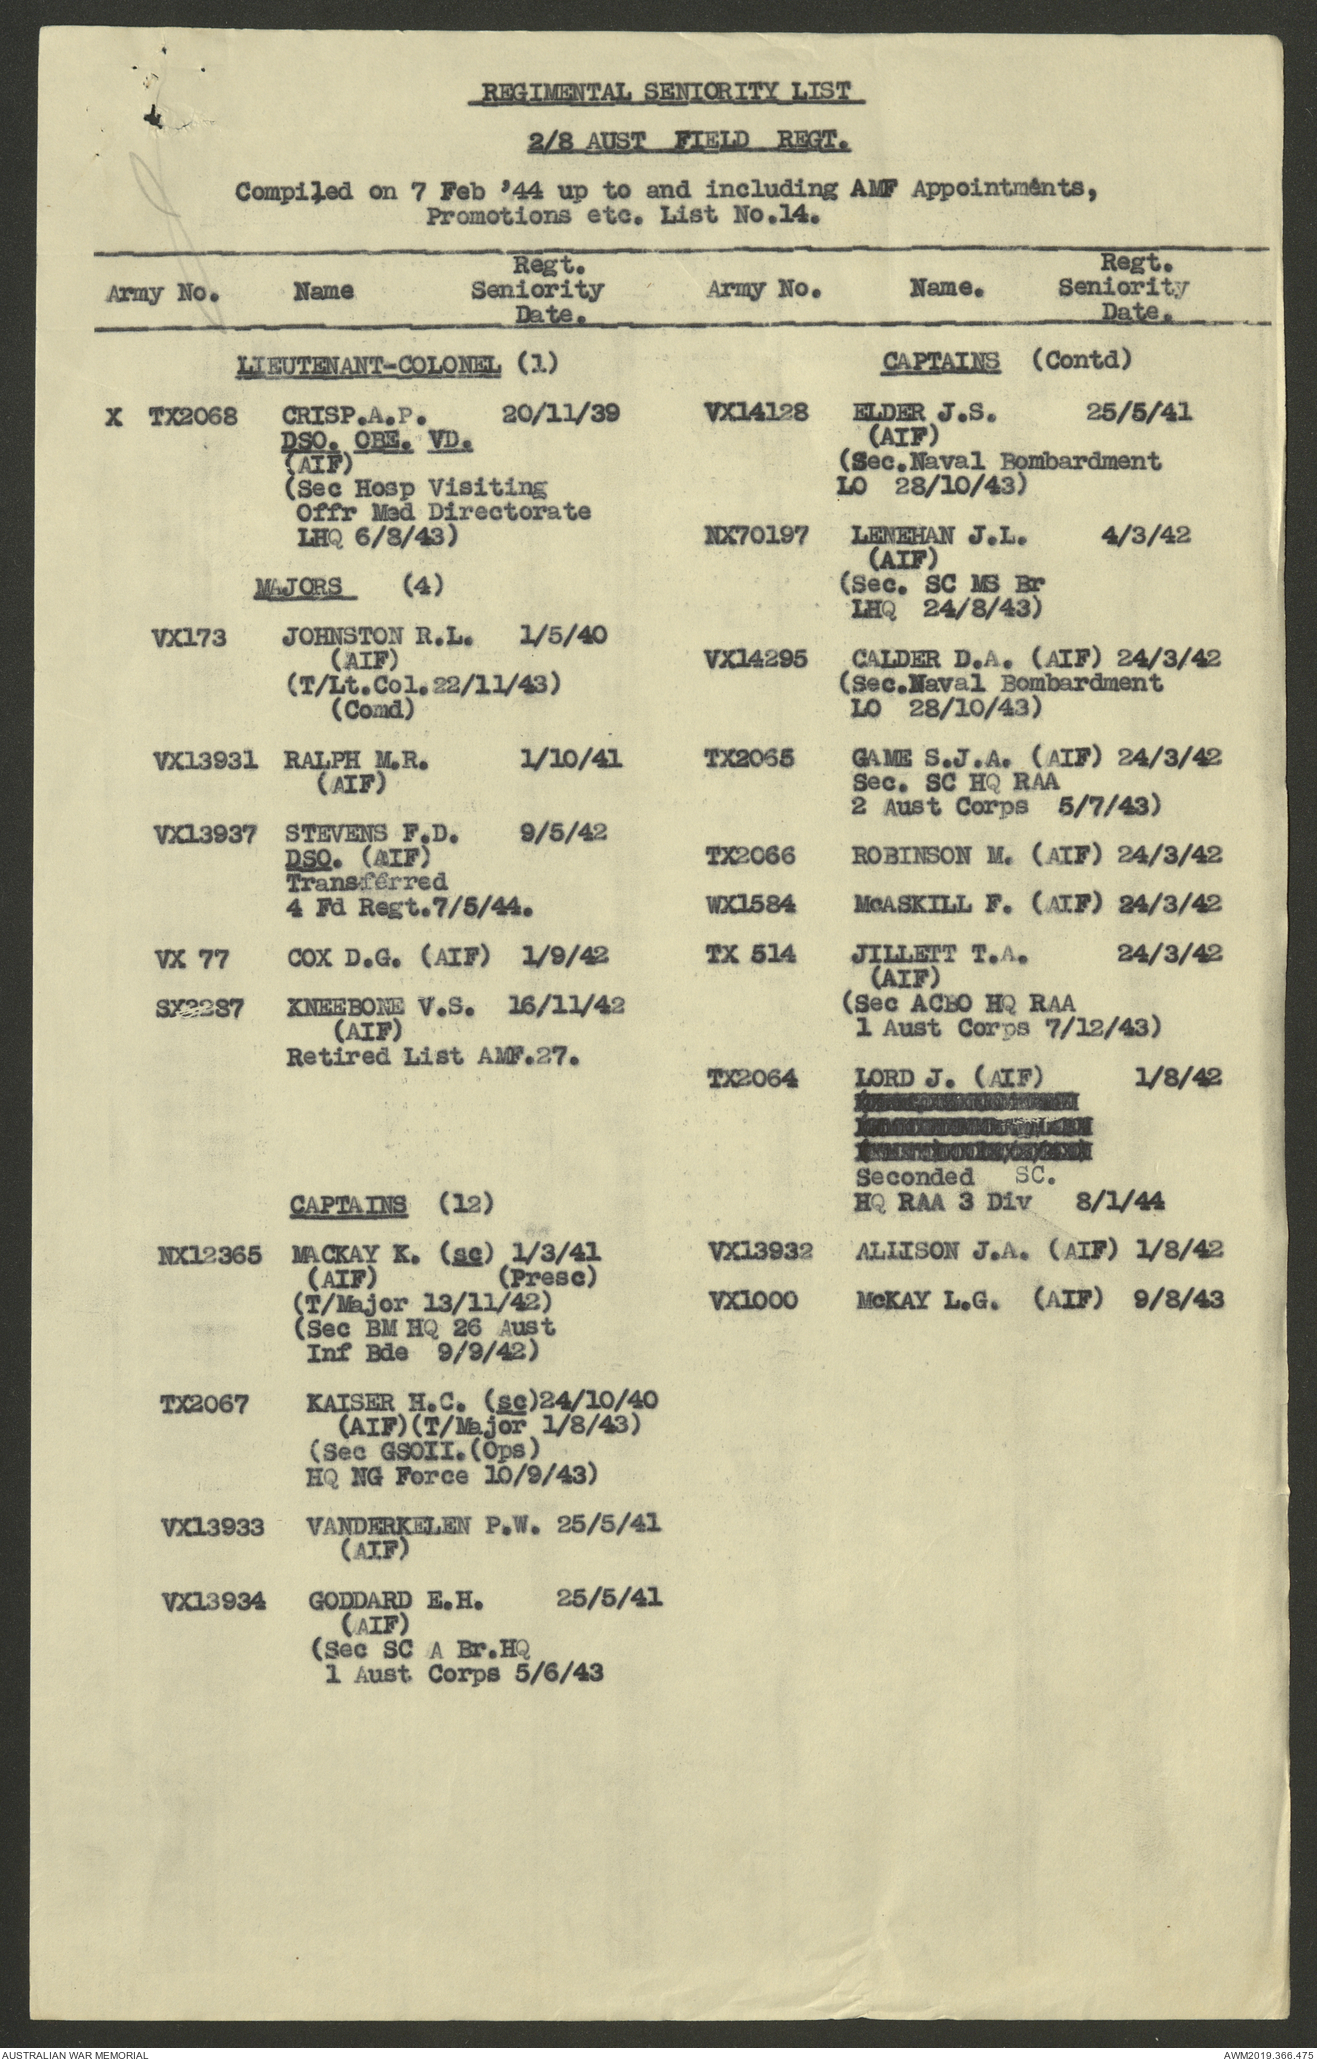 REGIMENTAL SENIORITY LIST
2/8 AUST FIELD REGT.
Compiled on 7 Feb '44 up to and including AMF Appointments,
Promotions etc. List No.14.
Army No. Name Regt. Seniority Date.
LIEUTENANT-COLONEL (1)
X TX2068 CRISP.A.P. 20/11/39
DSO. OBE. VD.
(AIF)
(Sec Hosp Visiting
Offr Med Directorate
LHQ 6/8/43)
MAJORS (4)
VX173 JOHNSTON R.L. 1/5/40
(AIF)
(T/Lt.Col.22/11/43)
(Comd)
VX13931 RALPH M.R. 1/10/41
(AIF)
VX13937 STEVENS F.D. 9/5/42
DSO. (AIF)
Transferred
4 Fd Regt.7/5/44.
VX 77 COX D.G. (AIF) 1/9/42
SX2287 KNEEBONE V.S. 16/11/42
(AIF)
Retired List AMF.27.
CAPTAINS (12)
NX12365 MACKAY K. (sc) 1/3/41
(AIF) (Presc)
(T/Major 13/11/42)
(Sec BM HQ 26 Aust
Inf Bde 9/9/42)
TX2067 KAISER H.C. (sc)24/10/40
(AIF)(T/Major 1/8/43)
(Sec GSOII.(Ops)
HQ NG Force 10/9/43)
VX13933 VANDERKELEN P.W. 25/5/41
(AIF)
VX13934 GODDARD E.H. 25/5/41
(AIF)
(Sec SC A Br.HQ
1 Aust Corps 5/6/43
Army No. Name. Regt. Seniority Date.
CAPTAINS (Contd)
VX14128 ELDER J.S. 25/5/41
(AIF)
(Sec.Naval Bombardment
LO 28/10/43)
NX70197 LENEHAN J.L. 4/3/42
(AIF)
(Sec. SC MS Br
LHQ 24/8/43)
VX14295 CALDER D.A. (AIF) 24/3/42
(Sec.Naval Bombardment
LO 28/10/43)
TX2065 GAME S.J.A. (AIF) 24/3/42
Sec. SC HQ RAA
2 Aust Corps 5/7/43)
TX2066 ROBINSON M. (AIF) 24/3/42
WX1584 McASKILL F. (AIF) 24/3/42
TX 514 JILLETT T.A. 24/3/42
(AIF)
(Sec ACBO HQ RAA
1 Aust Corps 7/12/43)
TX2064 LORD J. (AIF) 1/8/42
Seconded SC.
HQ RAA 3 Div 8/1/44
VX13932 ALLISON J.A. (AIF) 1/8/42
VX1000 McKAY L.G. (AIF) 9/8/43
AUSTRALIAN WAR MEMORIAL
AWM2019.366.475